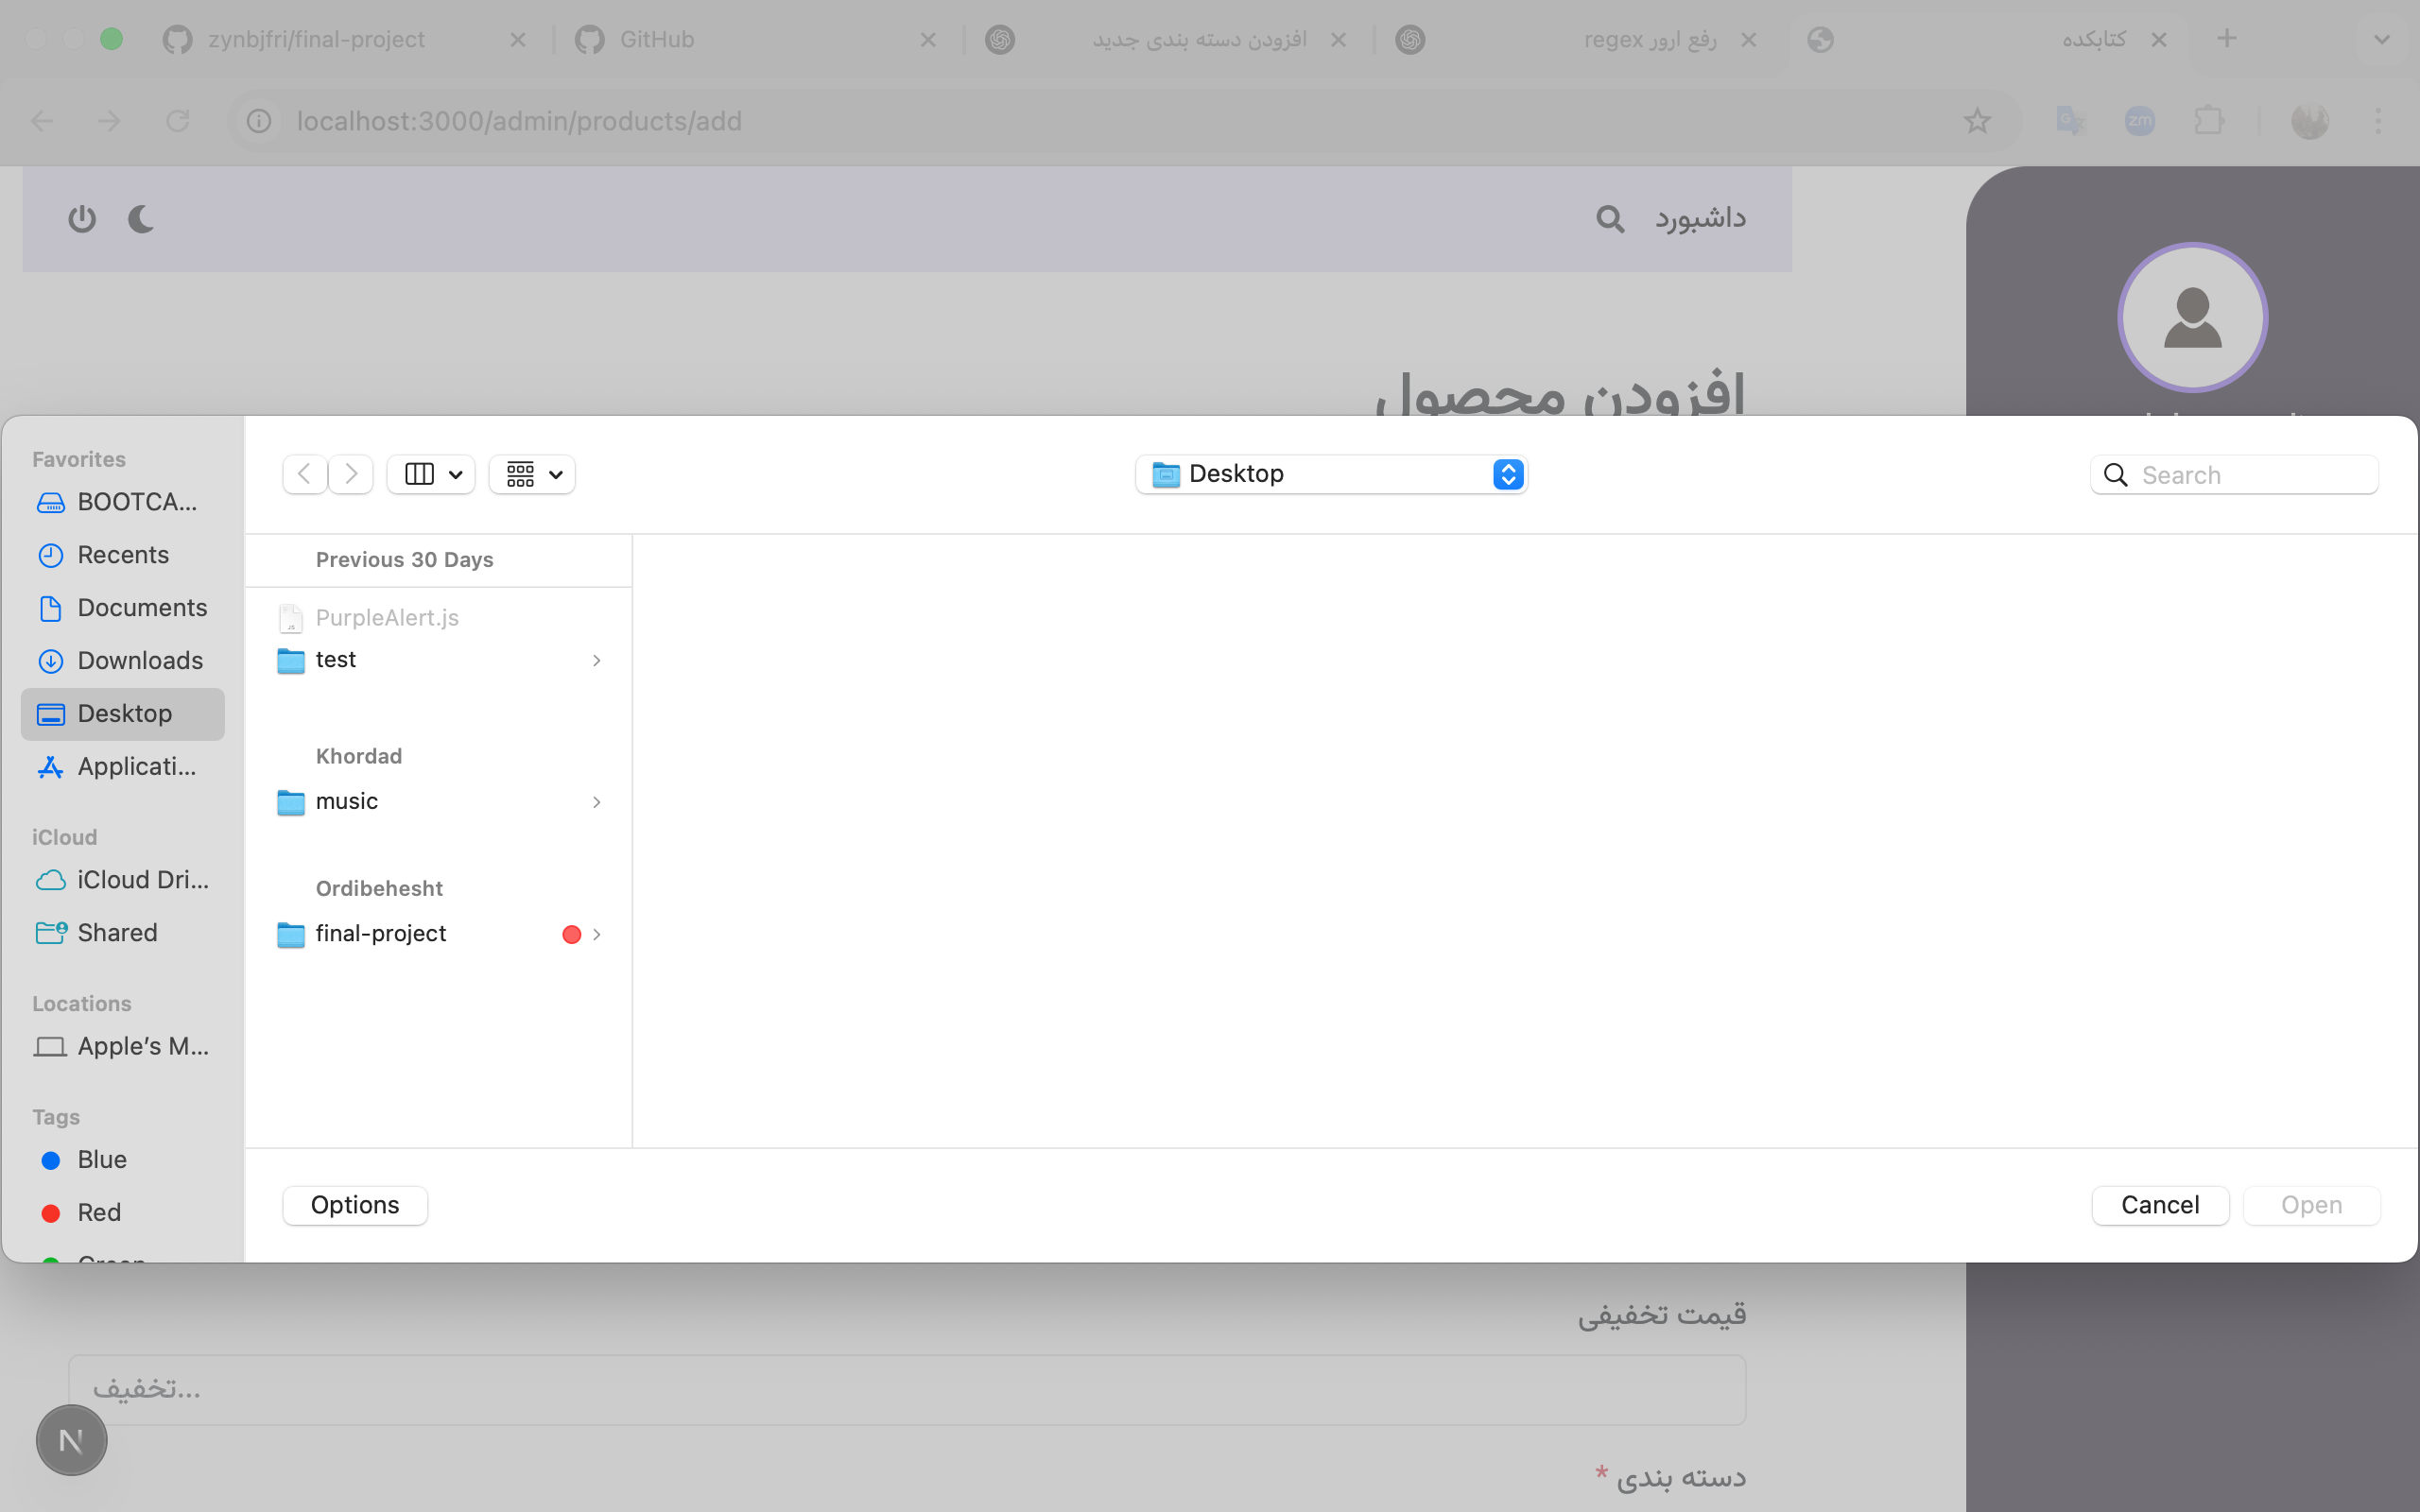 zynbjfri/final-project
GitHub
افزودن دسته بندی جدید
رفع ارور regex
کتابکده
localhost:3000/admin/products/add
zm
داشبورد
افزودن محصول
Favorites
BOOTCA...
Recents
Documents
Downloads
Desktop
Applicati...
iCloud
iCloud Dri...
Shared
Locations
Apple’s M...
Tags
Blue
Red
Green
Desktop
Search
Previous 30 Days
PurpleAlert.js
test
Khordad
music
Ordibehesht
final-project
Options
Cancel
Open
قیمت تخفیفی
تخفیف...
N
دسته بندی *